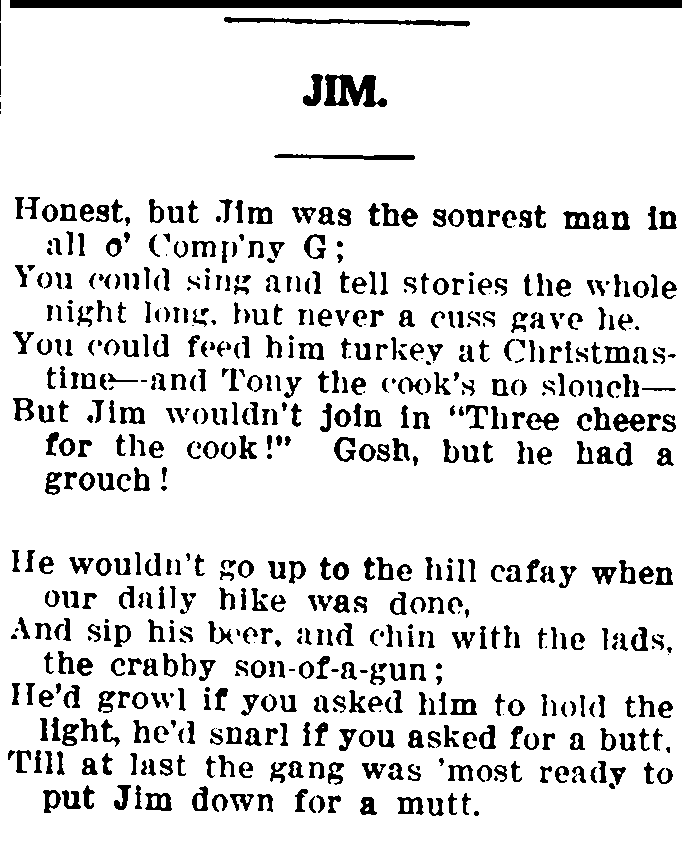 JIM.
Honest, but Jim was the sourest man in
all o' Comp'ny G;
You could sing and tell stories the whole
night long, but never a cuss gave he.
You could feed him turkey at Christmas-
time—and Tony the cook's no slouch—
But Jim wouldn't join in "Three cheers
for the cook!" Gosh, but he had a
grouch!
He wouldn't go up to the hill cafay when
our daily hike was done,
And sip his beer, and chin with the lads,
the crabby son-of-a-gun;
He'd growl if you asked him to hold the
light, he'd snarl if you asked for a butt,
Till at last the gang was 'most ready to
put Jim down for a mutt.